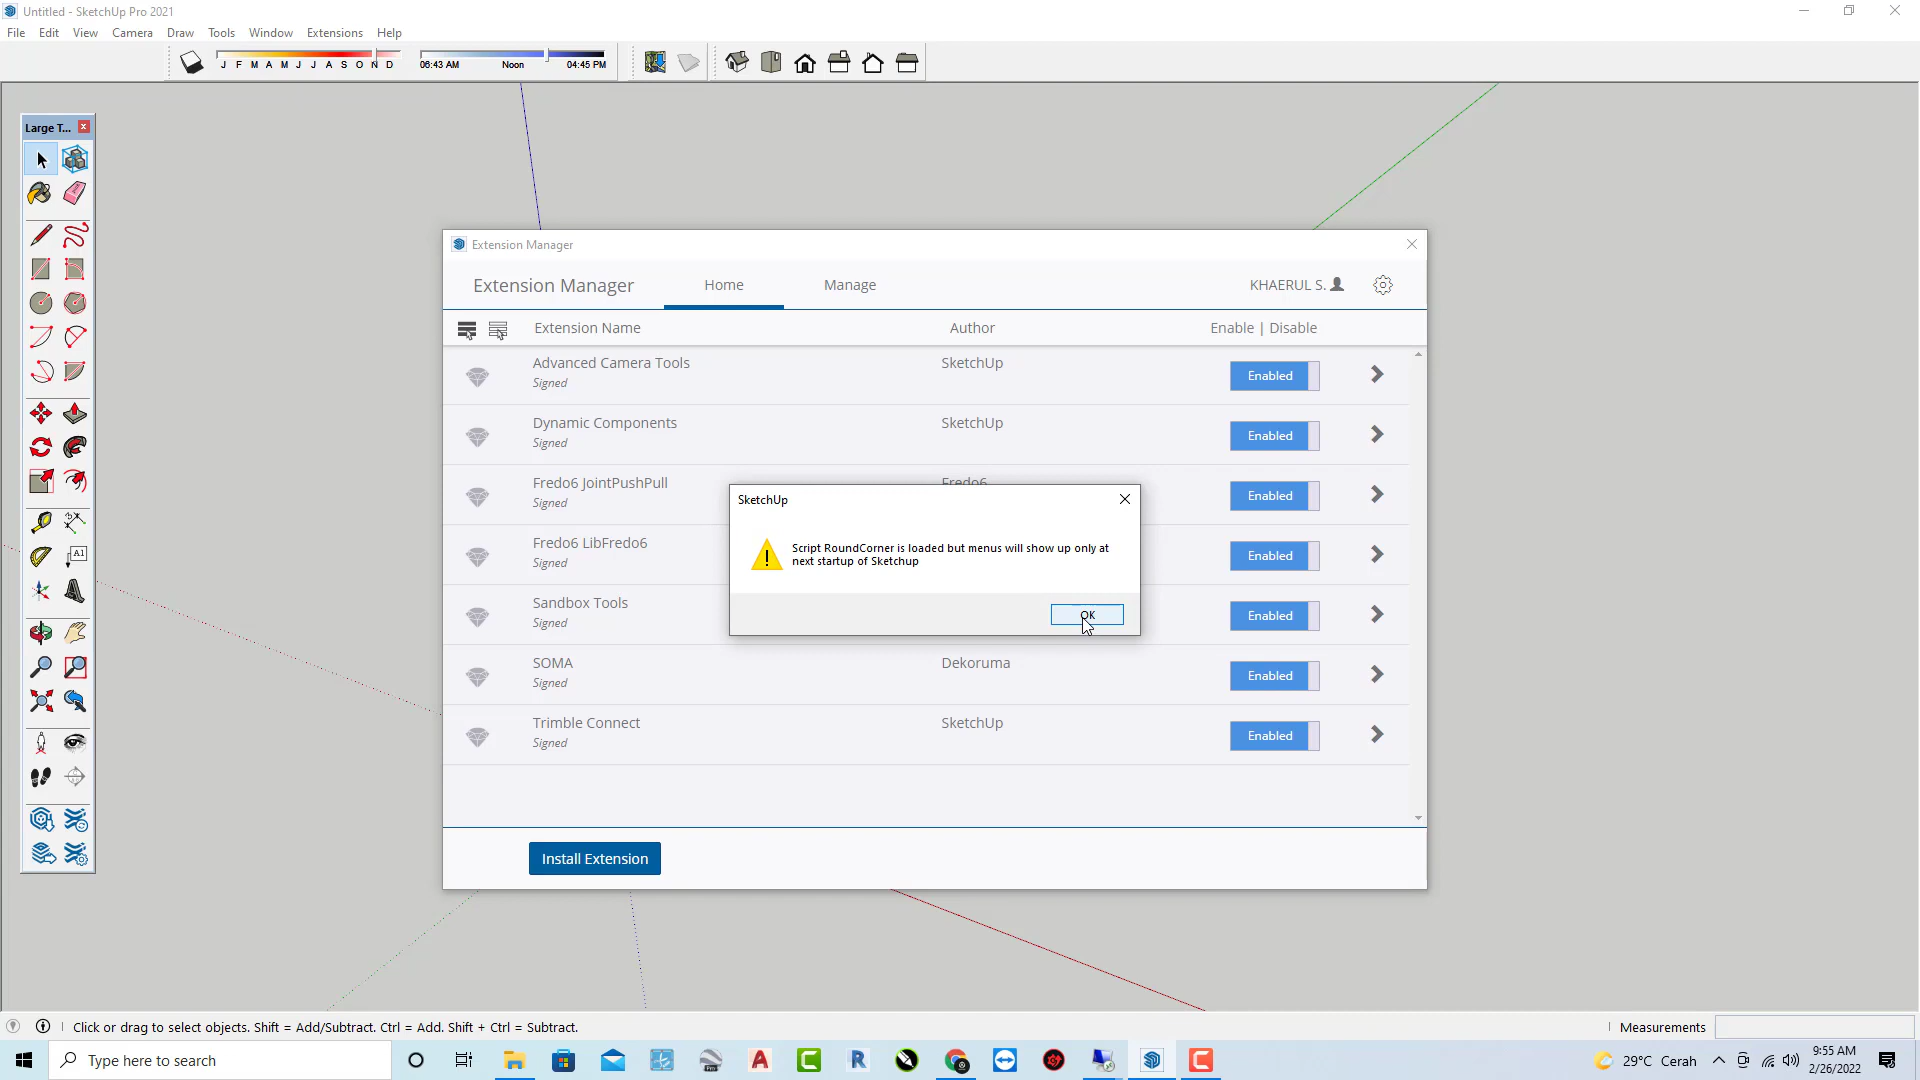 Untitled - SketchUp Pro 2021
File Edit View Camera Draw Tools Window Extensions Help
J F M A M J J A S O N D
06:43 AM Noon 04:45 PM
Large T...
A1
Extension Manager
Extension Manager Home Manage KHAERUL S.
Extension Name Author Enable | Disable
Advanced Camera Tools SketchUp Enabled
Signed
Dynamic Components SketchUp Enabled
Signed
Fredo6 JointPushPull Fredo6 Enabled
Signed
Fredo6 LibFredo6 Enabled
Signed
Sandbox Tools Enabled
Signed
SOMA Dekoruma Enabled
Signed
Trimble Connect SketchUp Enabled
Signed
Install Extension
SketchUp
Script RoundCorner is loaded but menus will show up only at
next startup of Sketchup
OK
Click or drag to select objects. Shift = Add/Subtract. Ctrl = Add. Shift + Ctrl = Subtract.
Measurements
Type here to search
29°C Cerah
9:55 AM
2/26/2022